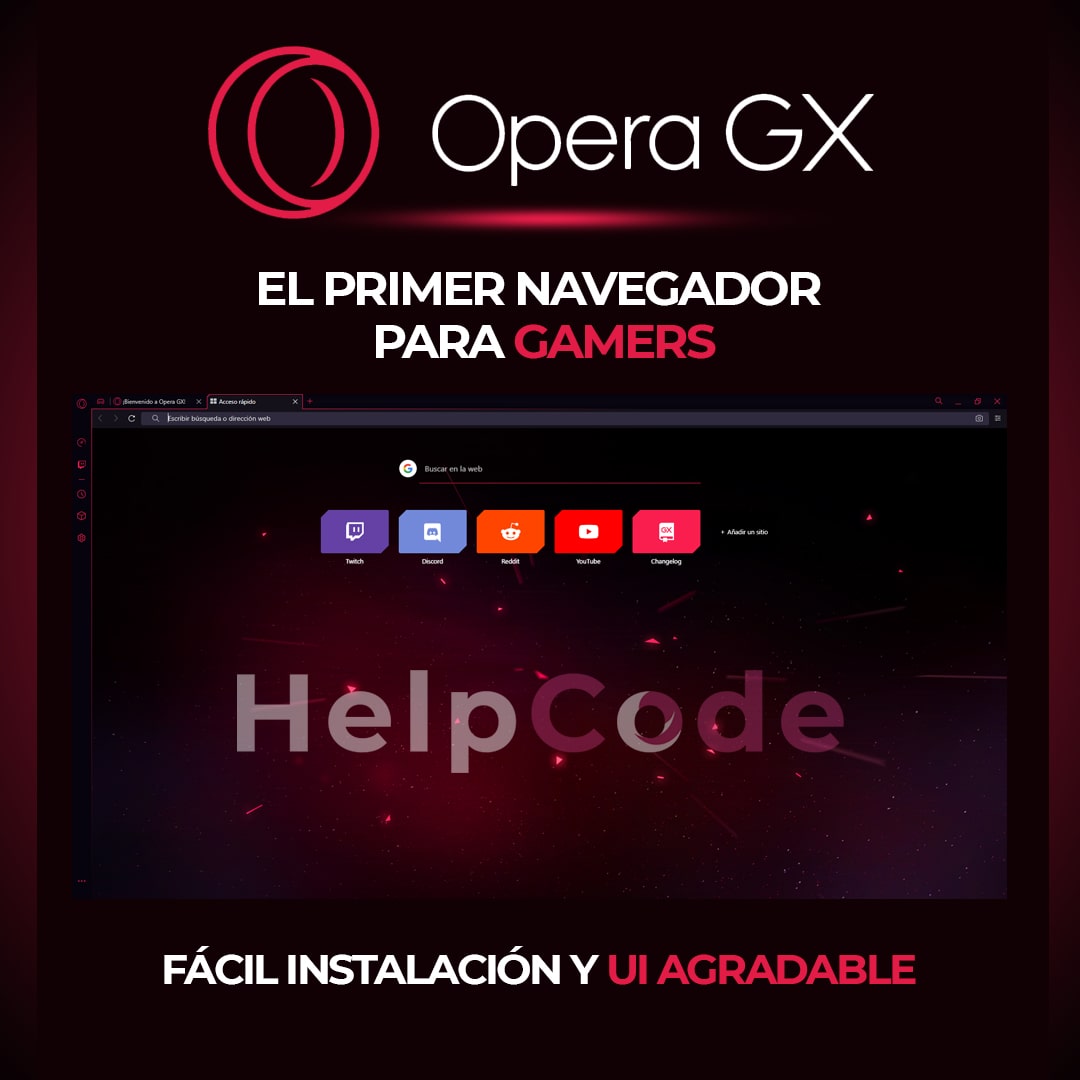 Opera GX
EL PRIMER NAVEGADOR
PARA GAMERS
¡Bienvenido a Opera GX!
Acceso rápido
Escribir búsqueda o dirección web
G Buscar en la web
GX
Twitch Discord Reddit YouTube Changelog
+ Añadir un sitio
HelpCode
FÁCIL INSTALACIÓN Y UI AGRADABLE